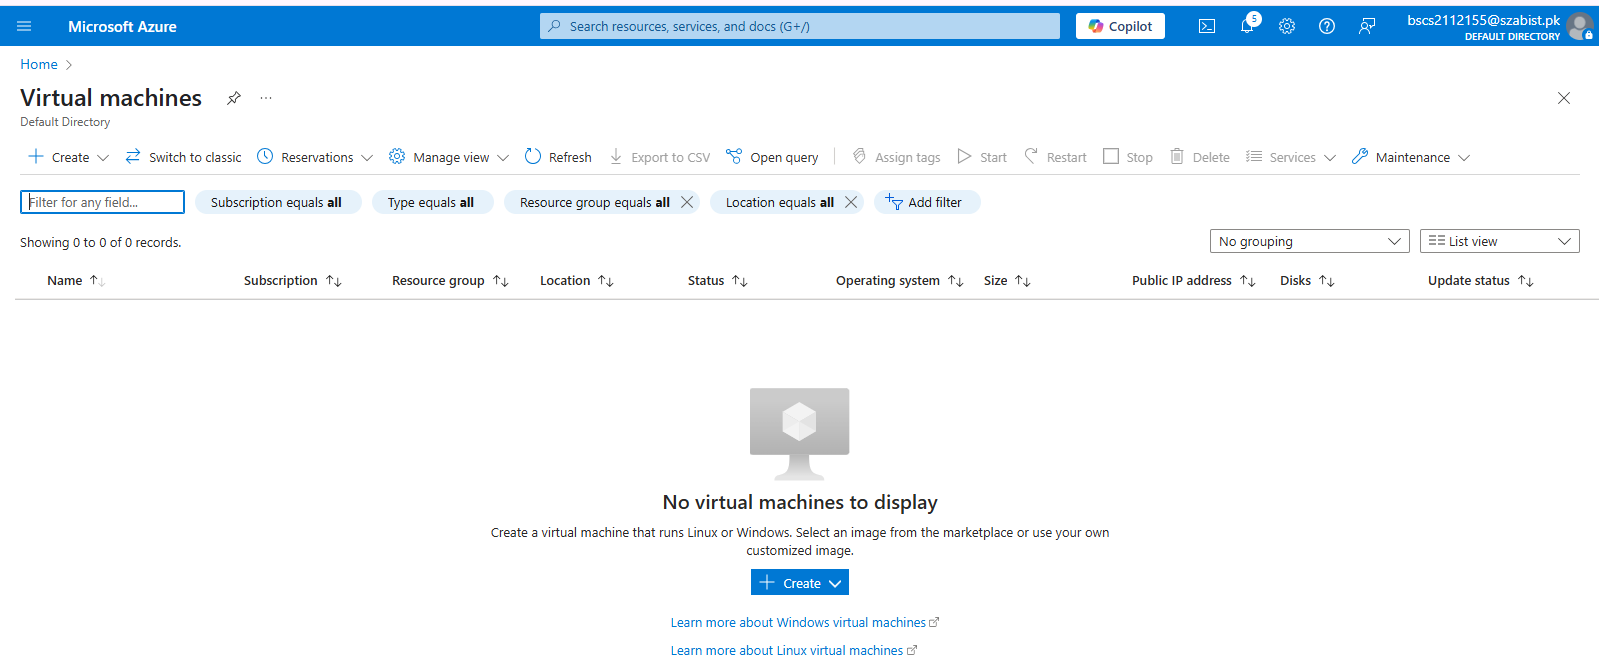 Microsoft Azure
Search resources, services, and docs (G+/)
Copilot
5
bscs2112155@szabist.pk
DEFAULT DIRECTORY
Home
Virtual machines
...
Default Directory
Create
Switch to classic
Reservations
Manage view
Refresh
Export to CSV
Open query
Assign tags
Start
Restart
Stop
Delete
Services
Maintenance
Filter for any field...
Subscription equals all
Type equals all
Resource group equals all
Location equals all
Add filter
Showing 0 to 0 of 0 records.
No grouping
List view
Name
Subscription
Resource group
Location
Status
Operating system
Size
Public IP address
Disks
Update status
No virtual machines to display
Create a virtual machine that runs Linux or Windows. Select an image from the marketplace or use your own
customized image.
Create
Learn more about Windows virtual machines
Learn more about Linux virtual machines